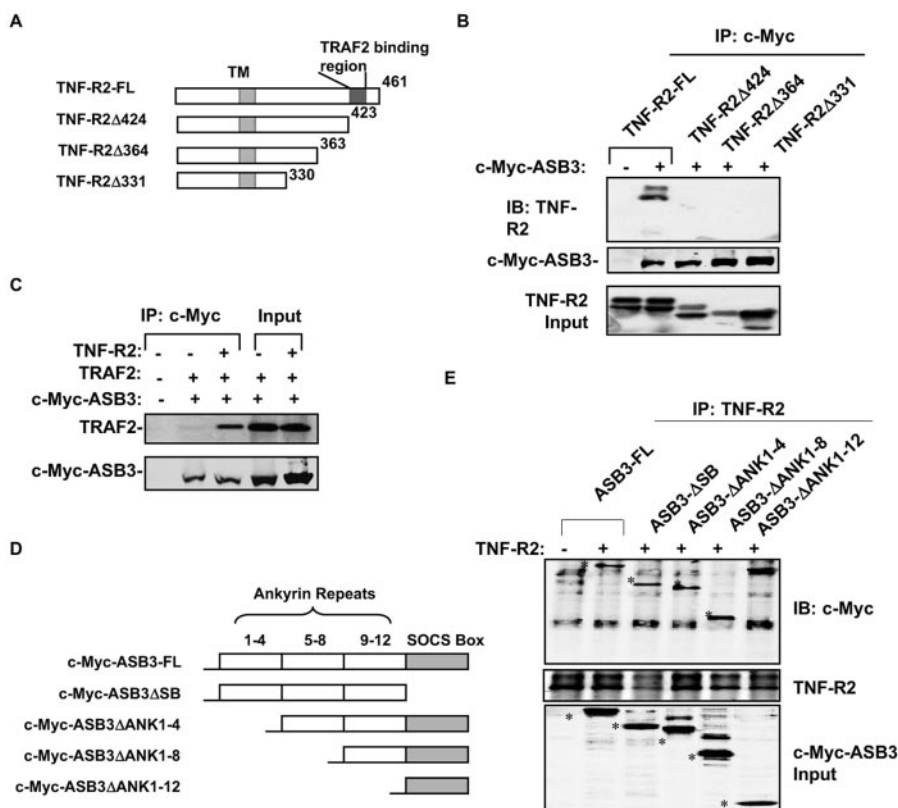 A
TRAF2 binding
region
TM
TNF-R2-FL
461
423
TNF-R2Δ424
363
TNF-R2Δ364
330
TNF-R2Δ331
B
IP: c-Myc
TNF-R2-FL
TNF-R2Δ424
TNF-R2Δ364
TNF-R2Δ331
c-Myc-ASB3: - + + + +
IB: TNF-
R2
c-Myc-ASB3-
TNF-R2
Input
C
IP: c-Myc Input
TNF-R2: - - + - +
TRAF2: - + + + +
c-Myc-ASB3: - + + + +
TRAF2-
c-Myc-ASB3-
D
Ankyrin Repeats
1-4 5-8 9-12 SOCS Box
c-Myc-ASB3-FL
c-Myc-ASB3ΔSB
c-Myc-ASB3ΔANK1-4
c-Myc-ASB3ΔANK1-8
c-Myc-ASB3ΔANK1-12
E
IP: TNF-R2
ASB3-FL
ASB3-ΔSB
ASB3-ΔANK1-4
ASB3-ΔANK1-8
ASB3-ΔANK1-12
TNF-R2: - + + + + +
* * * *
IB: c-Myc
TNF-R2
* * * * *
c-Myc-ASB3
Input